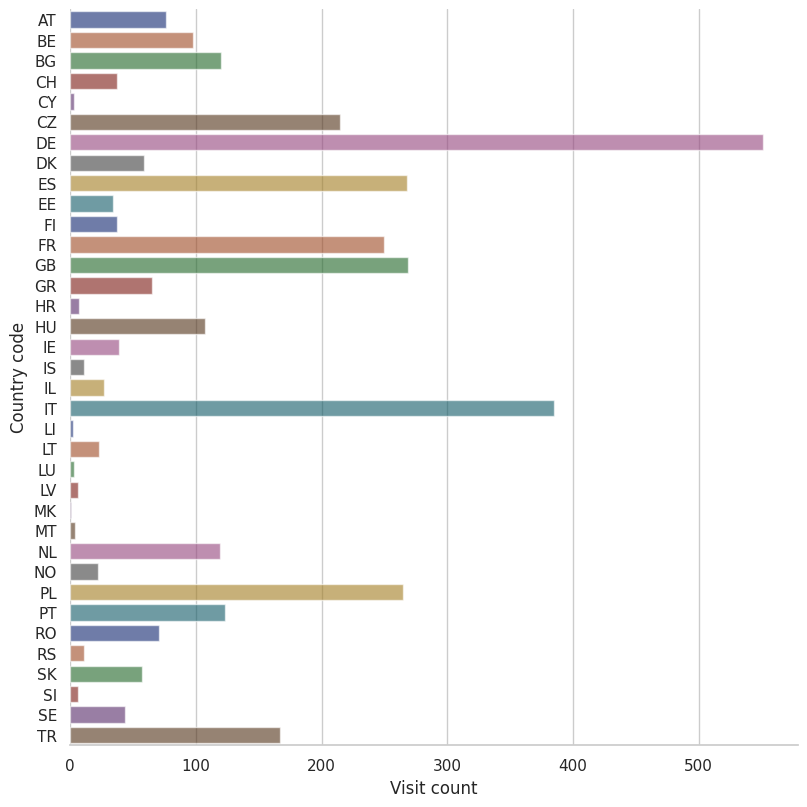 AT
BE
BG
CH
CY
CZ
DE
DK
ES
EE
FI
FR
GB
GR
HR
HU
IE
IS
IL
IT
LI
LT
LU
LV
MK
MT
NL
NO
PL
PT
RO
RS
SK
SI
SE
TR
Country code
0 100 200 300 400 500
Visit count